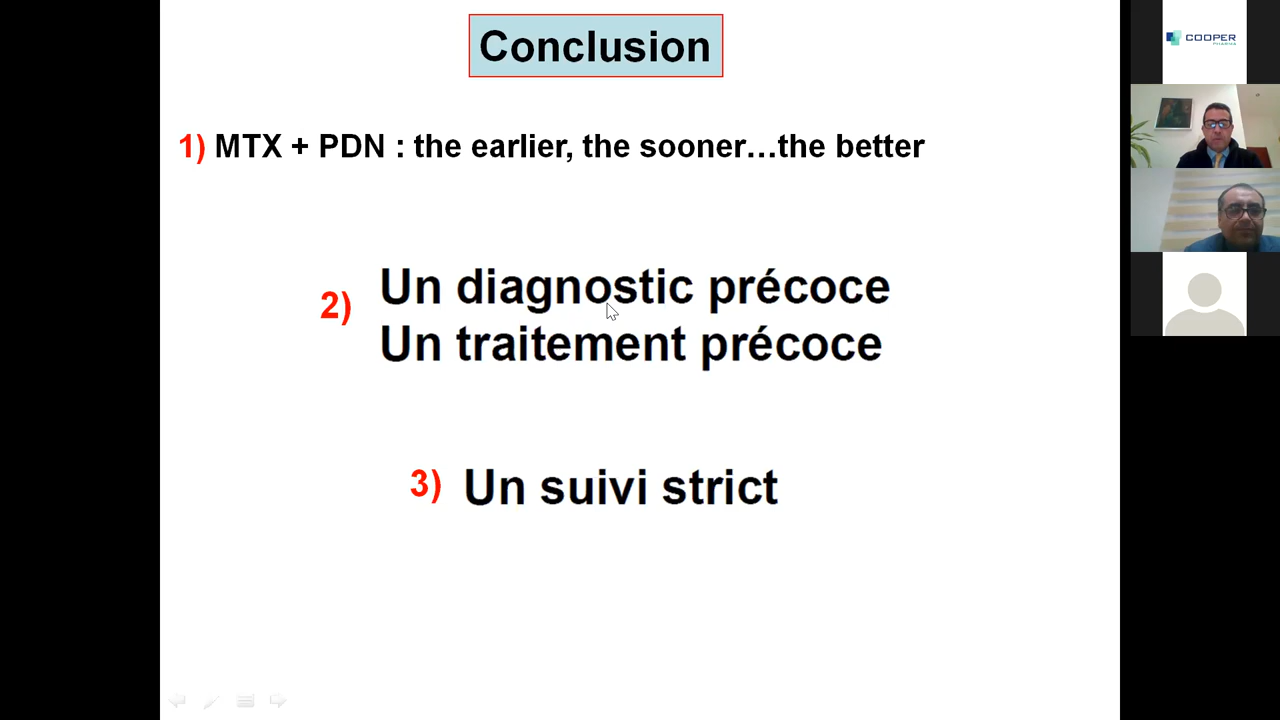 Conclusion
1) MTX + PDN : the earlier, the sooner…the better
2) Un diagnostic précoce
Un traitement précoce
3) Un suivi strict
COOPER
PHARMA